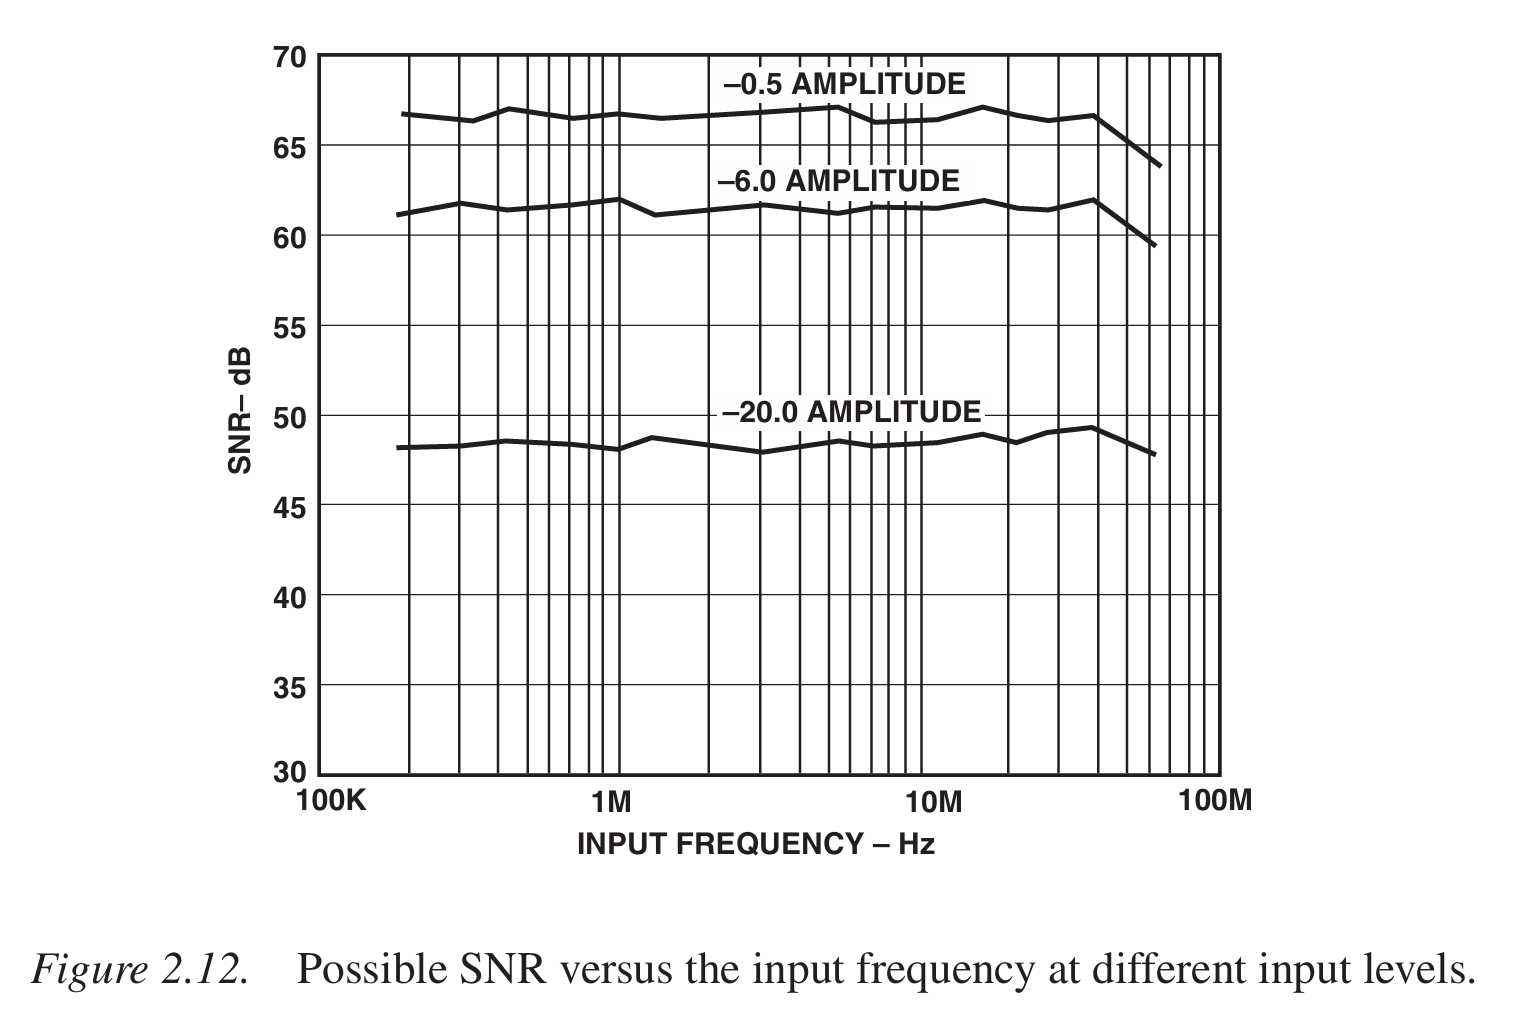 70
–0.5 AMPLITUDE
65
–6.0 AMPLITUDE
60
55
50
–20.0 AMPLITUDE
45
40
35
30
SNR– dB
100K 1M 10M 100M
INPUT FREQUENCY – Hz
Figure 2.12. Possible SNR versus the input frequency at different input levels.